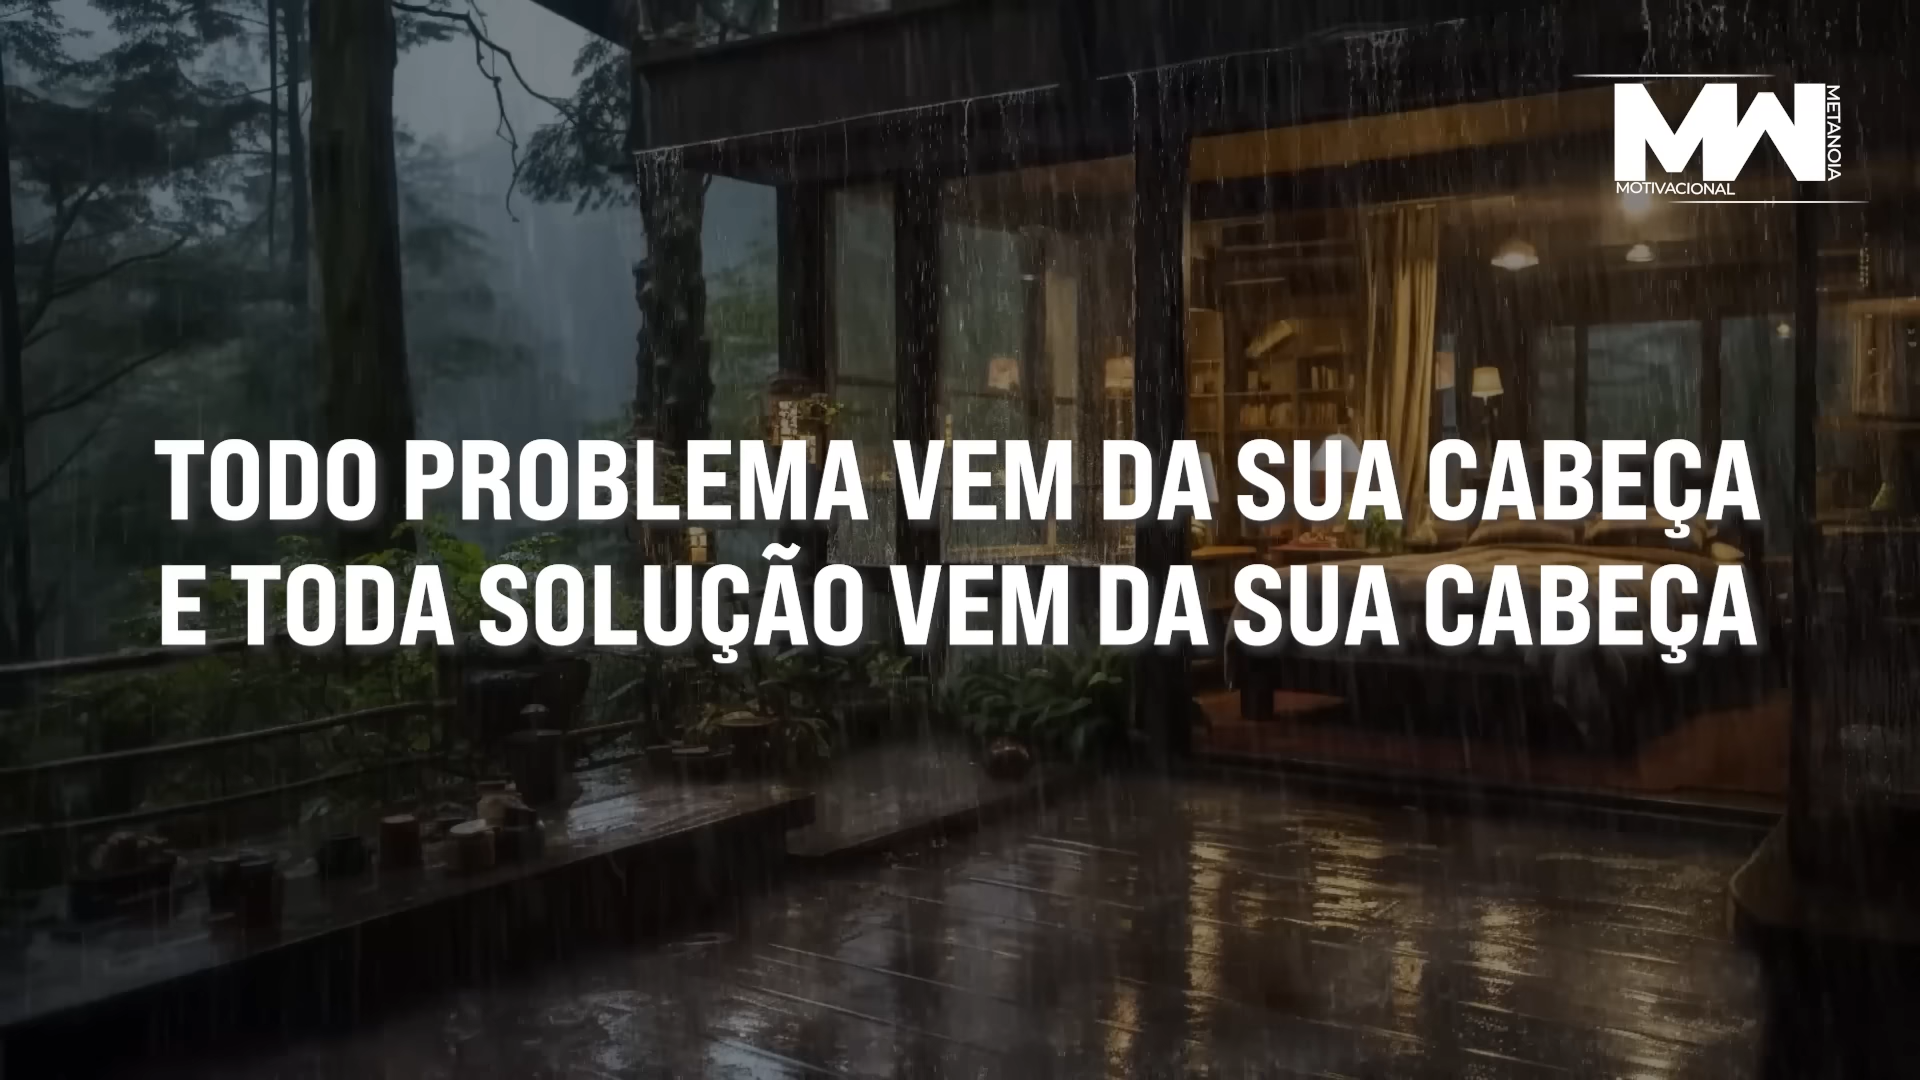 MW
METANOIA
MOTIVACIONAL
TODO PROBLEMA VEM DA SUA CABEÇA
E TODA SOLUÇÃO VEM DA SUA CABEÇA